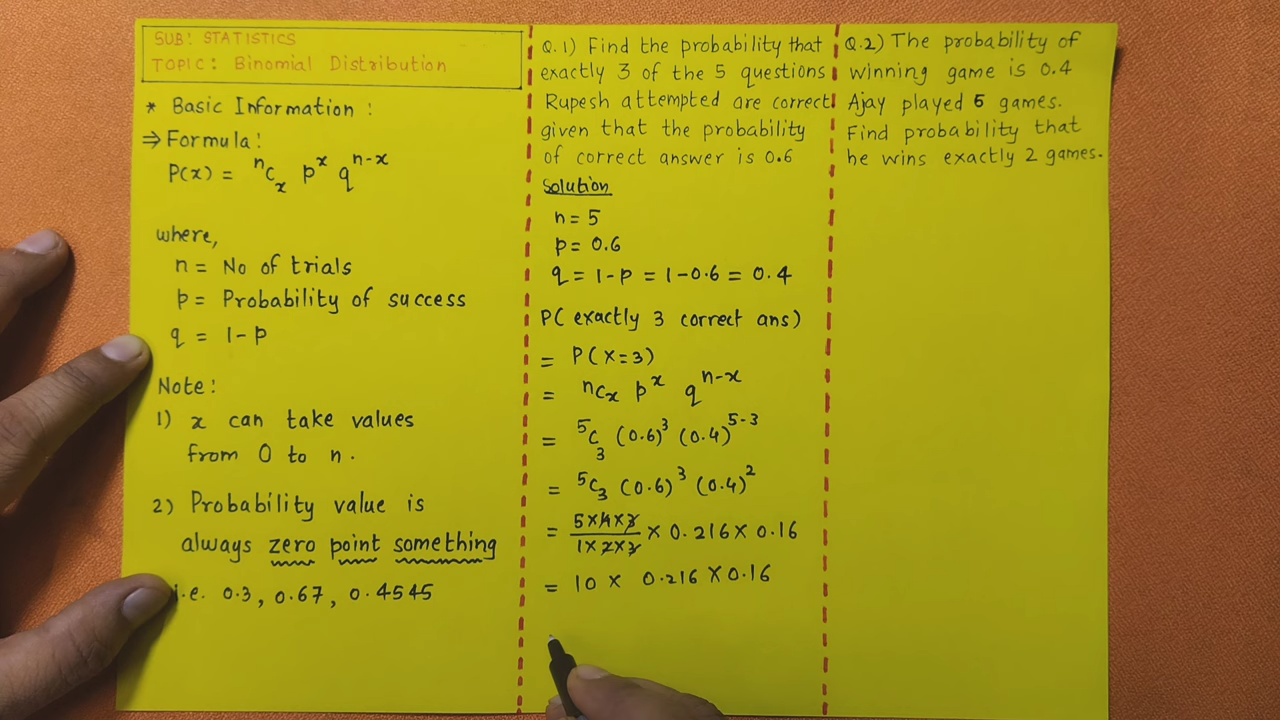 SUB: STATISTICS
TOPIC: Binomial Distribution
* Basic Information :
⇒ Formula:
P(x) = ⁿCₓ pˣ qⁿ⁻ˣ
where,
n = No of trials
p = Probability of success
q = 1-p
Note:
1) x can take values
from 0 to n.
2) Probability value is
always zero point something
i.e. 0.3, 0.67, 0.4545
Q.1) Find the probability that
exactly 3 of the 5 questions
Rupesh attempted are correct
given that the probability
of correct answer is 0.6
Solution
n = 5
p = 0.6
q = 1-p = 1-0.6 = 0.4
P( exactly 3 correct ans)
= P(X=3)
= ⁿCₓ pˣ qⁿ⁻ˣ
= ⁵C₃ (0.6)³ (0.4)⁵⁻³
= ⁵C₃ (0.6)³ (0.4)²
= 5×4×3/1×2×3 × 0.216 × 0.16
= 10 × 0.216 × 0.16
Q.2) The probability of
winning game is 0.4
Ajay played 6 games.
Find probability that
he wins exactly 2 games.